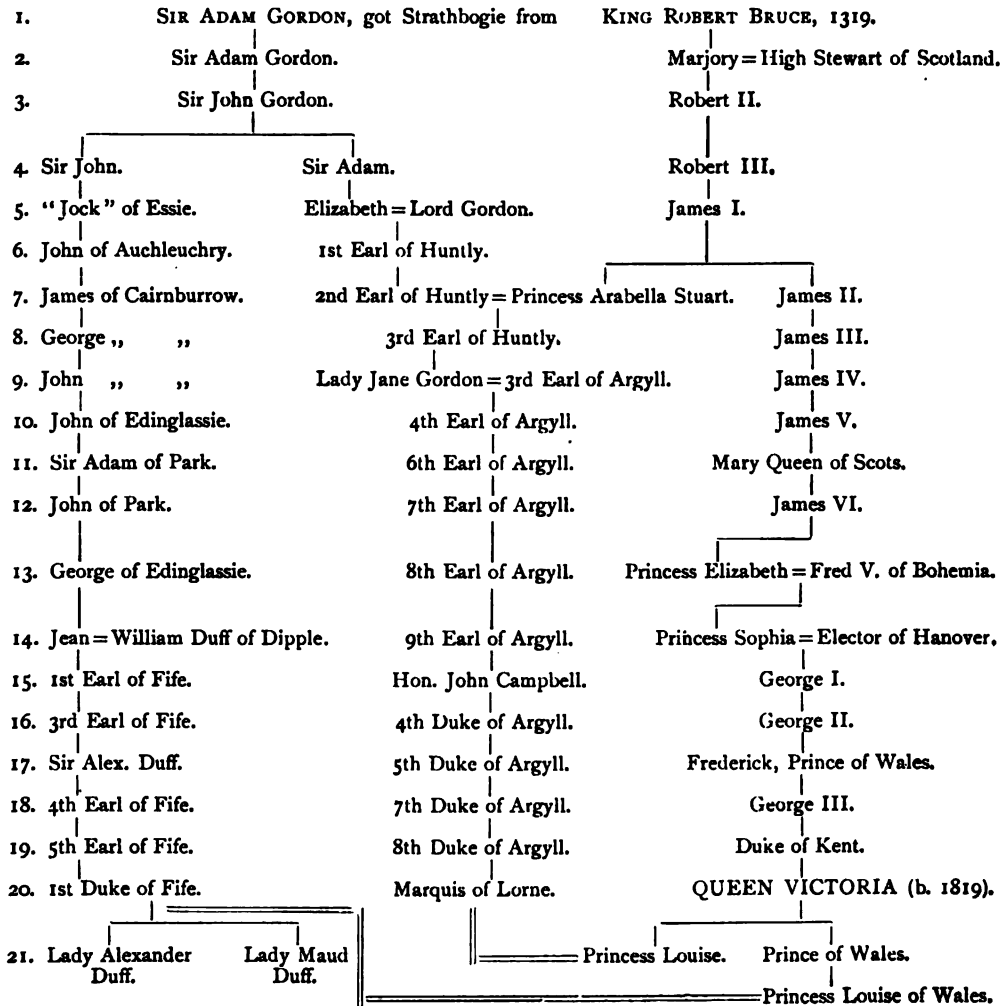 1. SIR ADAM GORDON, got Strathbogie from KING ROBERT BRUCE, 1319.
2. Sir Adam Gordon. Marjory = High Stewart of Scotland.
3. Sir John Gordon. Robert II.
4. Sir John. Sir Adam. Robert III.
5. "Jock" of Essie. Elizabeth = Lord Gordon. James I.
6. John of Auchleuchry. 1st Earl of Huntly.
7. James of Cairnburrow. 2nd Earl of Huntly = Princess Arabella Stuart. James II.
8. George „ „ 3rd Earl of Huntly. James III.
9. John „ „ Lady Jane Gordon = 3rd Earl of Argyll. James IV.
10. John of Edinglassie. 4th Earl of Argyll. James V.
11. Sir Adam of Park. 6th Earl of Argyll. Mary Queen of Scots.
12. John of Park. 7th Earl of Argyll. James VI.
13. George of Edinglassie. 8th Earl of Argyll. Princess Elizabeth = Fred V. of Bohemia.
14. Jean = William Duff of Dipple. 9th Earl of Argyll. Princess Sophia = Elector of Hanover.
15. 1st Earl of Fife. Hon. John Campbell. George I.
16. 3rd Earl of Fife. 4th Duke of Argyll. George II.
17. Sir Alex. Duff. 5th Duke of Argyll. Frederick, Prince of Wales.
18. 4th Earl of Fife. 7th Duke of Argyll. George III.
19. 5th Earl of Fife. 8th Duke of Argyll. Duke of Kent.
20. 1st Duke of Fife. Marquis of Lorne. QUEEN VICTORIA (b. 1819).
21. Lady Alexander Duff. Lady Maud Duff. Princess Louise. Prince of Wales.
Princess Louise of Wales.